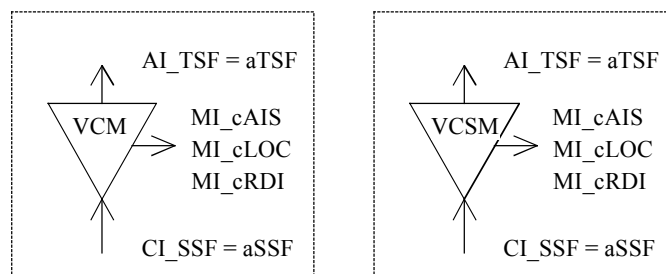 AI_TSF = aTSF
VCM
MI_cAIS
MI_cLOC
MI_cRDI
CI_SSF = aSSF
AI_TSF = aTSF
VCSM
MI_cAIS
MI_cLOC
MI_cRDI
CI_SSF = aSSF